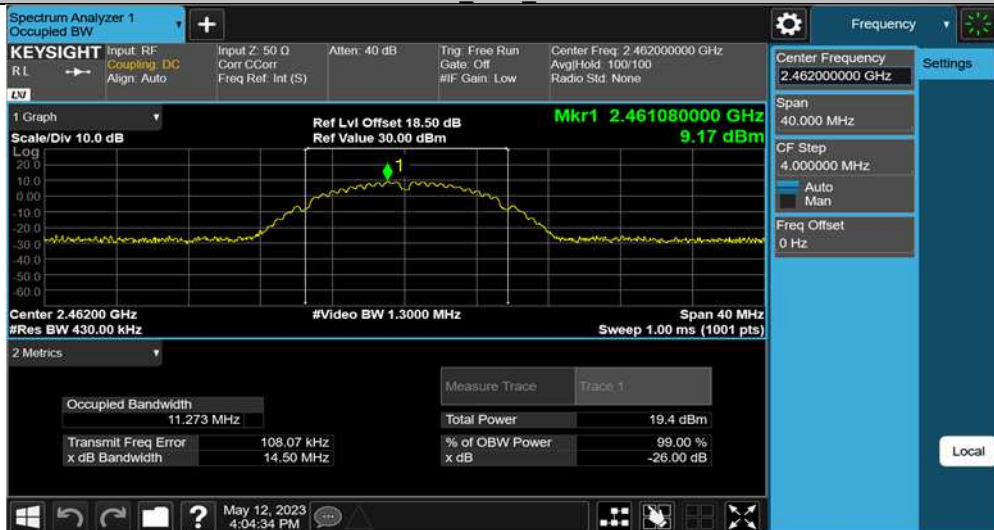 Spectrum Analyzer 1
Occupied BW
Frequency
KEYSIGHT
RL
LXI
Input: RF
Coupling: DC
Align: Auto
Input Z: 50 Ω
Corr CCorr
Freq Ref: Int (S)
Atten: 40 dB
Trig: Free Run
Gate: Off
#IF Gain: Low
Center Freq: 2.462000000 GHz
Avg|Hold: 100/100
Radio Std: None
Center Frequency
2.462000000 GHz
Settings
Span
40.000 MHz
CF Step
4.000000 MHz
Auto
Man
Freq Offset
0 Hz
Local
1 Graph
Scale/Div 10.0 dB
Ref Lvl Offset 18.50 dB
Ref Value 30.00 dBm
Mkr1 2.461080000 GHz
9.17 dBm
Log
20.0
10.0
0.00
-10.0
-20.0
-30.0
-40.0
-50.0
-60.0
1
Center 2.46200 GHz
#Res BW 430.00 kHz
#Video BW 1.3000 MHz
Span 40 MHz
Sweep 1.00 ms (1001 pts)
2 Metrics
Measure Trace Trace 1
Occupied Bandwidth
11.273 MHz
Total Power 19.4 dBm
Transmit Freq Error 108.07 kHz
% of OBW Power 99.00 %
x dB Bandwidth 14.50 MHz
x dB -26.00 dB
May 12, 2023
4:04:34 PM